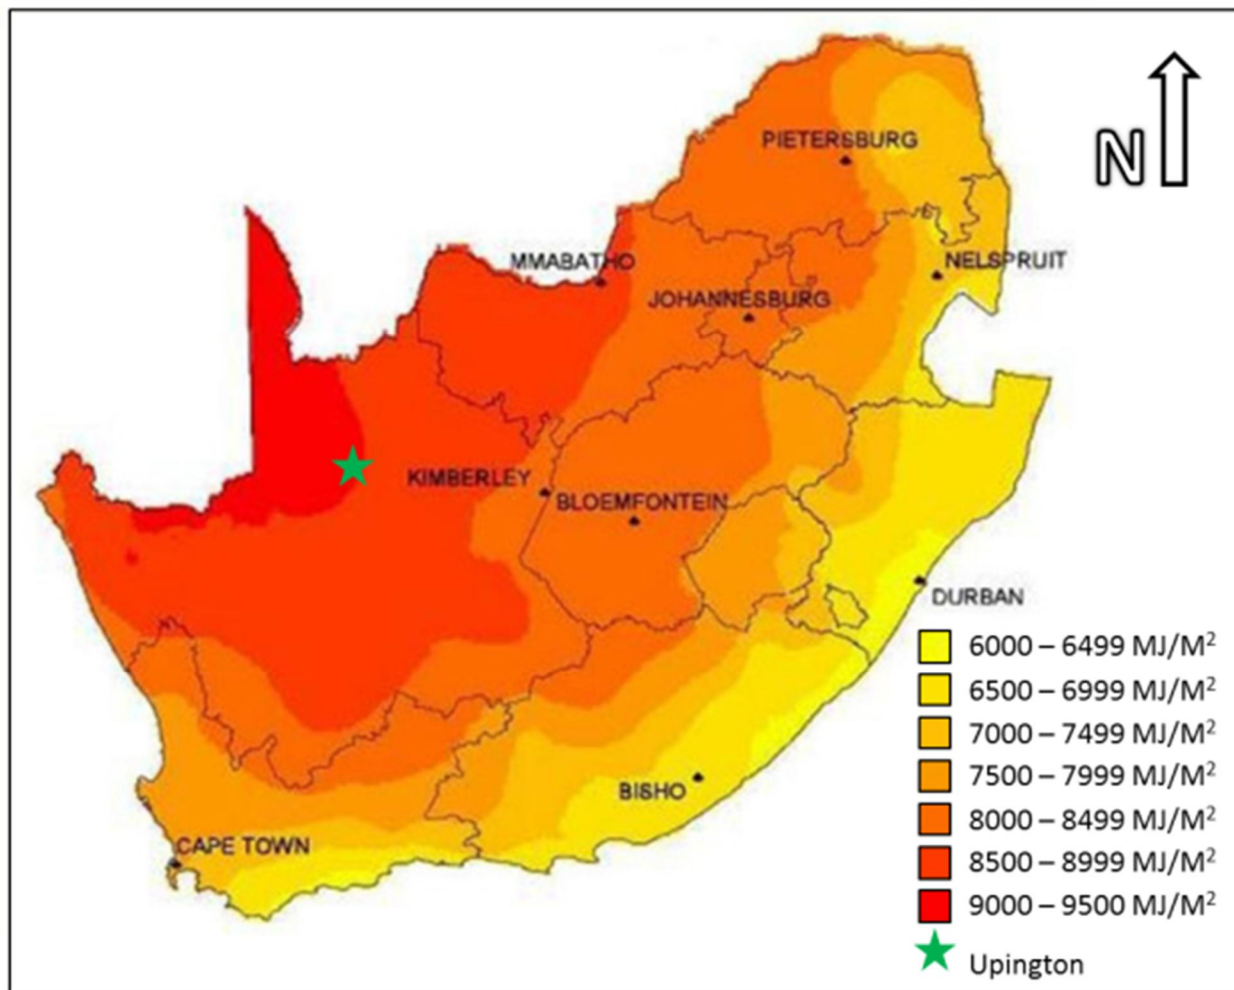 N
PIETERSBURG
MMABATHO
NELSPRUIT
JOHANNESBURG
KIMBERLEY
BLOEMFONTEIN
DURBAN
BISHO
CAPE TOWN
6000 – 6499 MJ/M²
6500 – 6999 MJ/M²
7000 – 7499 MJ/M²
7500 – 7999 MJ/M²
8000 – 8499 MJ/M²
8500 – 8999 MJ/M²
9000 – 9500 MJ/M²
Upington